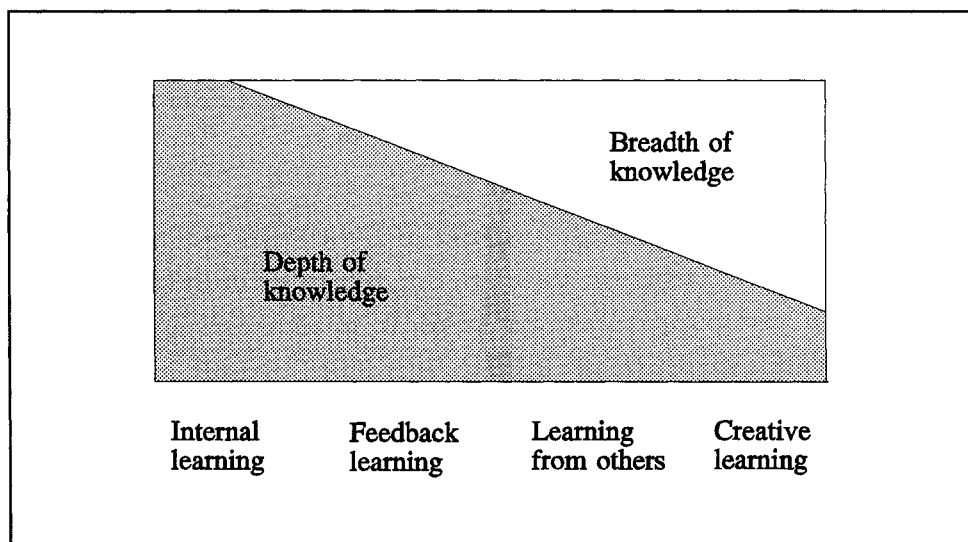 Breadth of
knowledge
Depth of
knowledge
Internal
learning
Feedback
learning
Learning
from others
Creative
learning